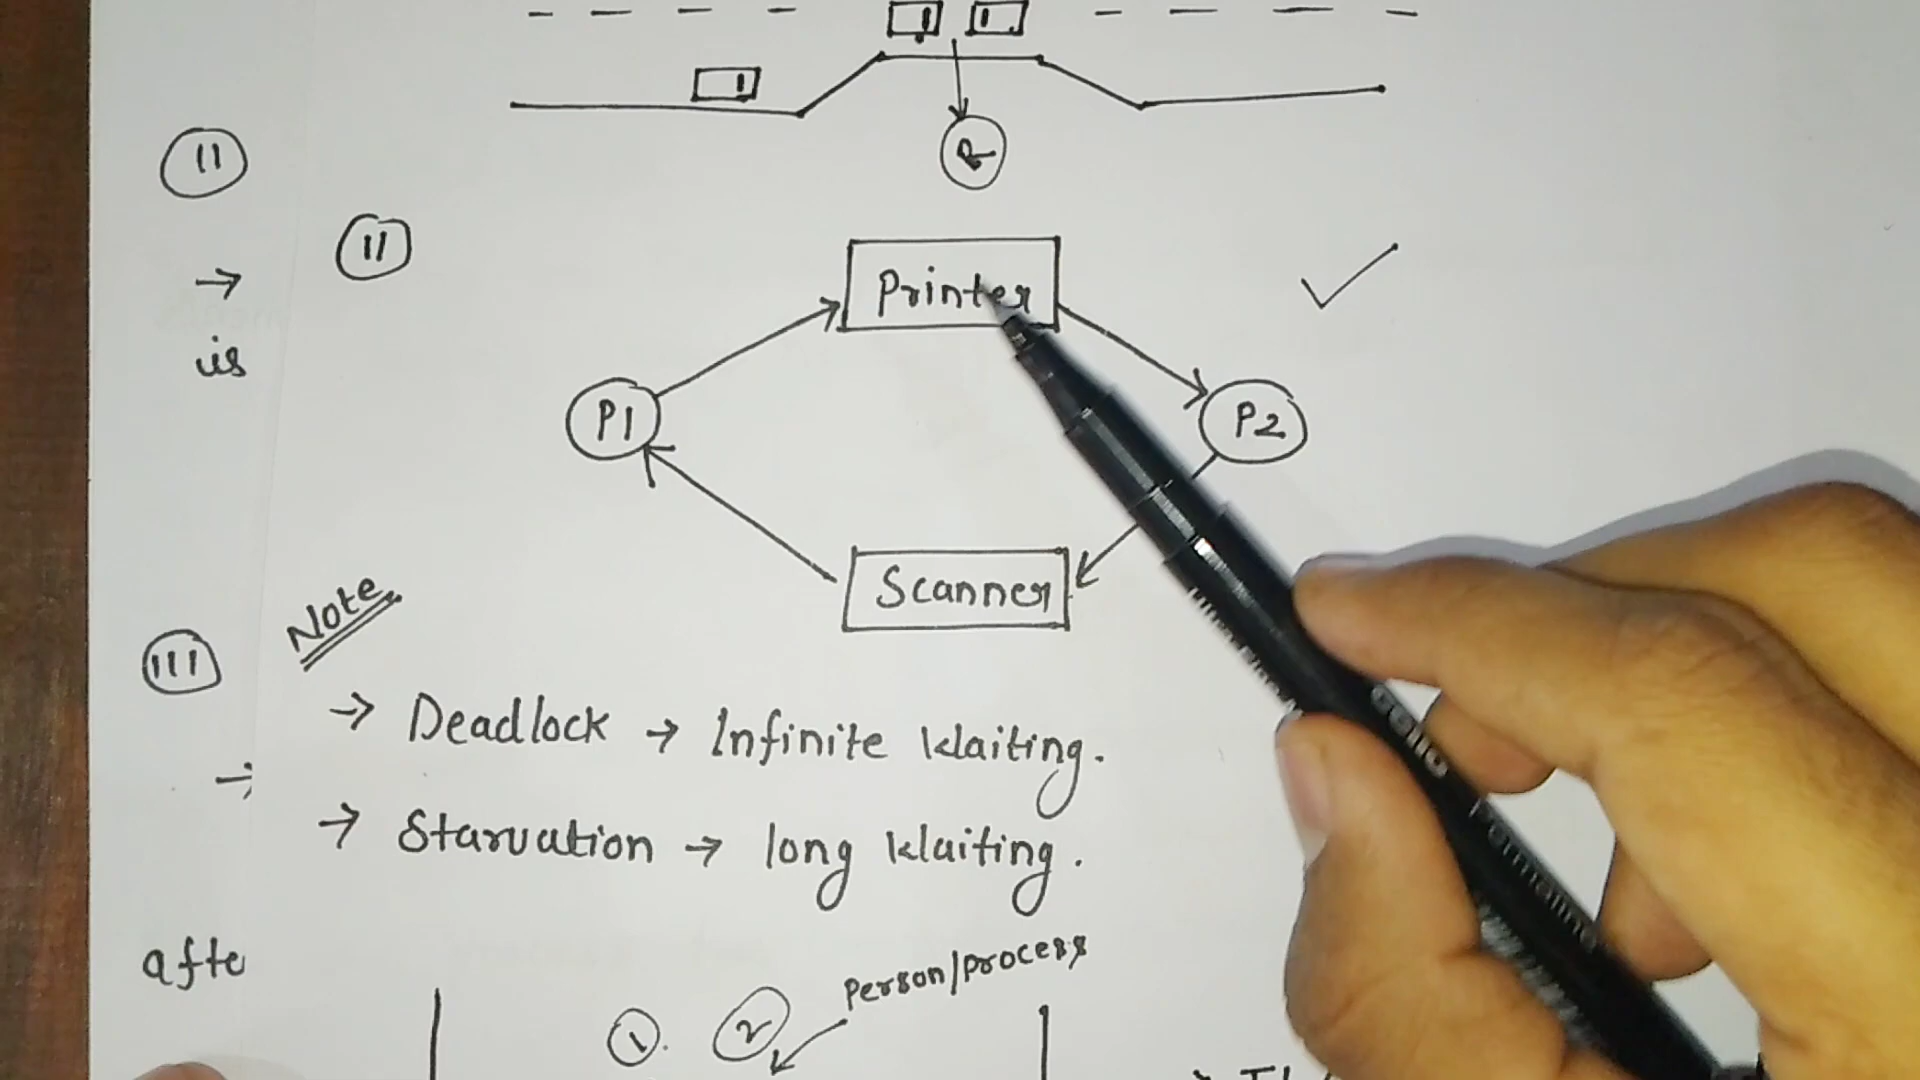 R
11
11
Printer
→
is
P1
P2
Scanner
Note
111
→ Deadlock → Infinite Waiting.
→
→ Starvation → long Waiting.
afte
Person/process
1.
2
cello